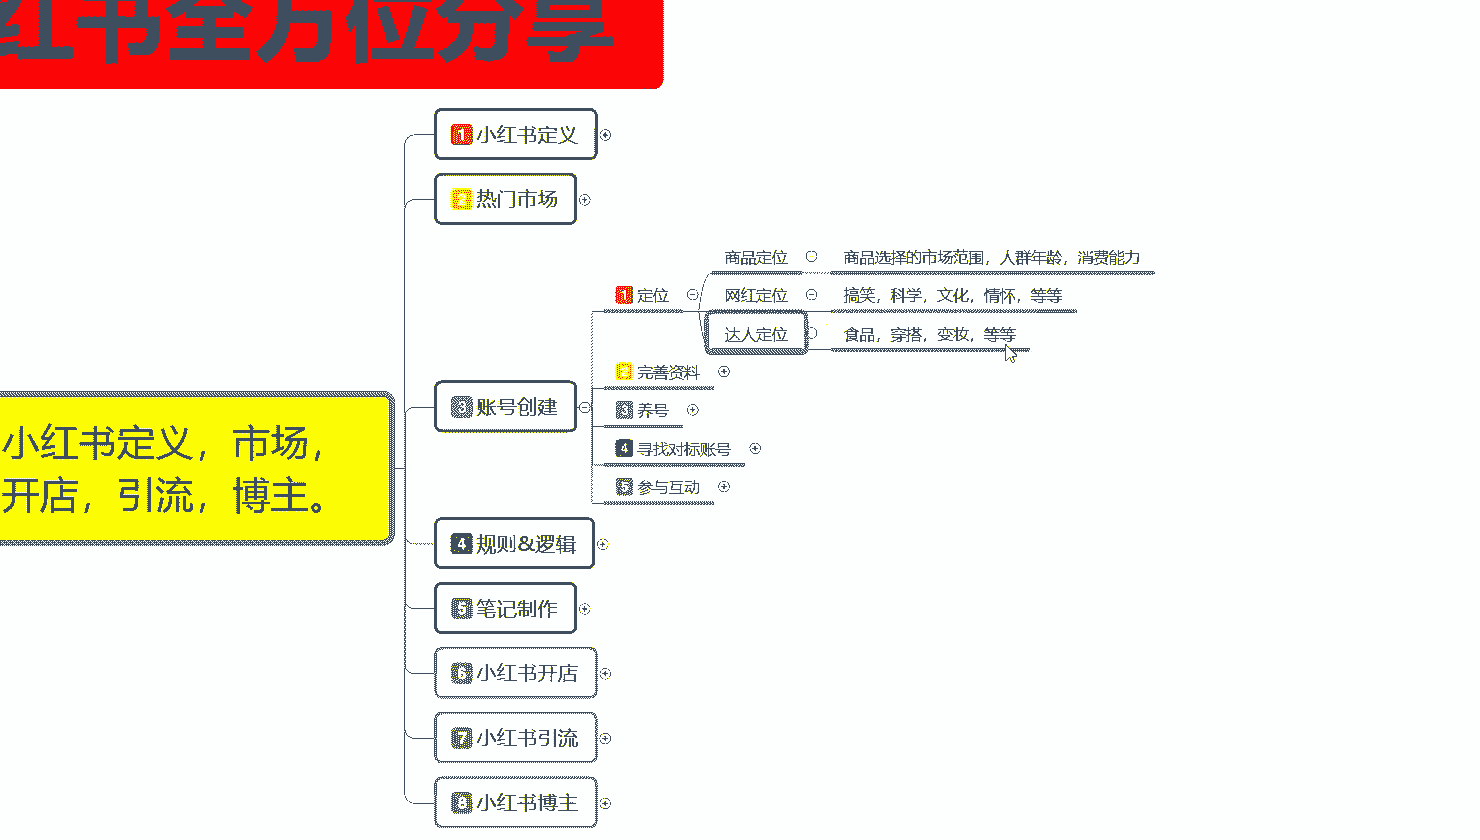 红书全方位分享
1 小红书定义
2 热门市场
商品定位 商品选择的市场范围，人群年龄，消费能力
1 定位 网红定位 搞笑，科学，文化，情怀，等等
达人定位 食品，穿搭，变妆，等等
2 完善资料
3 账号创建
3 养号
4 寻找对标账号
5 参与互动
小红书定义，市场，
开店，引流，博主。
4 规则&逻辑
5 笔记制作
6 小红书开店
7 小红书引流
8 小红书博主